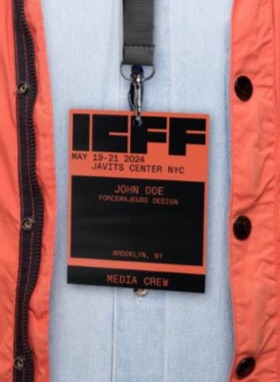 ICFF
MAY 19-21 2024
JAVITS CENTER NYC
JOHN DOE
FORCEMAJEURE DESIGN
BROOKLYN, NY
MEDIA CREW